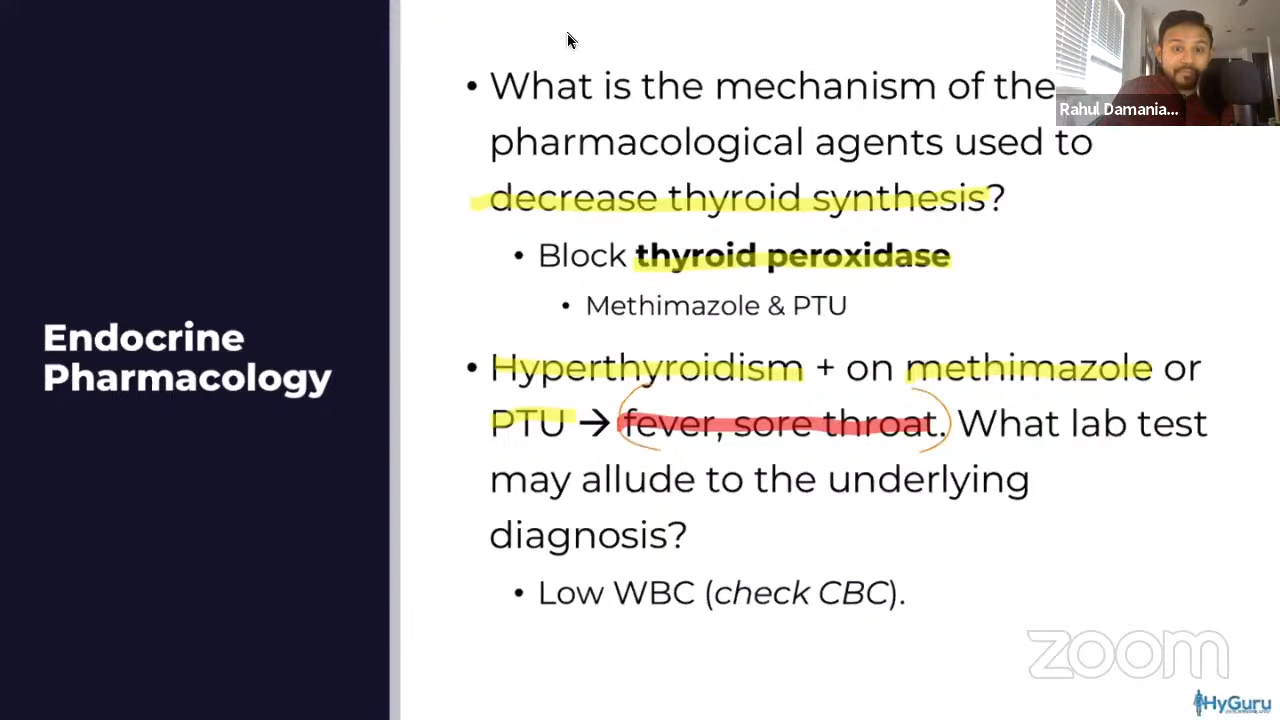 Endocrine
Pharmacology
• What is the mechanism of the
pharmacological agents used to
decrease thyroid synthesis?
• Block thyroid peroxidase
• Methimazole & PTU
• Hyperthyroidism + on methimazole or
PTU → fever, sore throat. What lab test
may allude to the underlying
diagnosis?
• Low WBC (check CBC).
Rahul Damania...
zoom
HyGuru